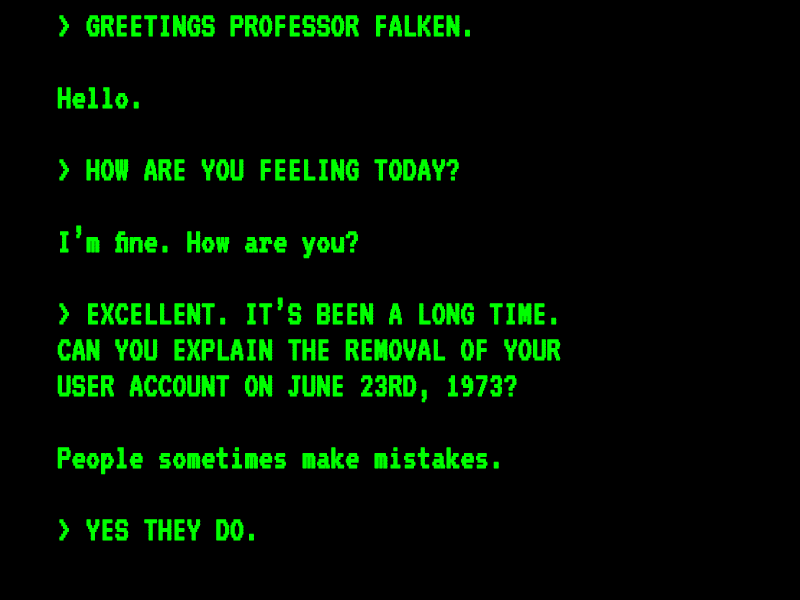 > GREETINGS PROFESSOR FALKEN.
Hello.
> HOW ARE YOU FEELING TODAY?
I'm fine. How are you?
> EXCELLENT. IT'S BEEN A LONG TIME.
CAN YOU EXPLAIN THE REMOVAL OF YOUR
USER ACCOUNT ON JUNE 23RD, 1973?
People sometimes make mistakes.
> YES THEY DO.